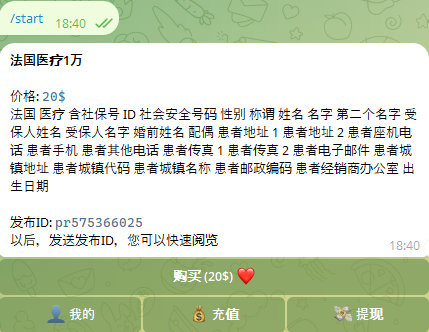 /start
18:40
法国医疗1万
价格: 20$
法国 医疗 含社保号 ID 社会安全号码 性别 称谓 姓名 名字 第二个名字 受
保人姓名 受保人名字 婚前姓名 配偶 患者地址 1 患者地址 2 患者座机电
话 患者手机 患者其他电话 患者传真 1 患者传真 2 患者电子邮件 患者城
镇地址 患者城镇代码 患者城镇名称 患者邮政编码 患者经销商办公室 出
生日期
发布ID: pr575366025
以后，发送发布ID，您可以快速阅览
18:40
购买 (20$) ❤️
👤 我的
💰 充值
💸 提现